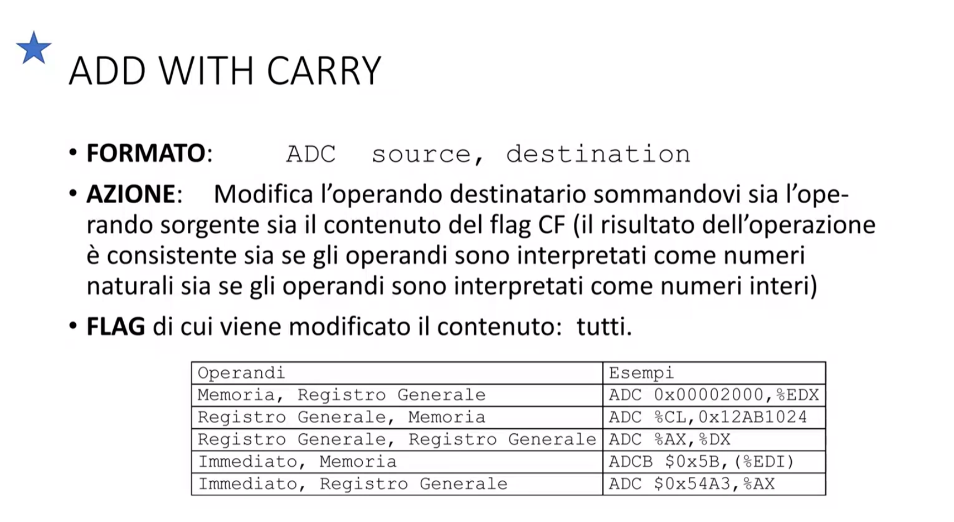 ADD WITH CARRY
• FORMATO: ADC source, destination
• AZIONE: Modifica l’operando destinatario sommandovi sia l’ope-
rando sorgente sia il contenuto del flag CF (il risultato dell’operazione
è consistente sia se gli operandi sono interpretati come numeri
naturali sia se gli operandi sono interpretati come numeri interi)
• FLAG di cui viene modificato il contenuto: tutti.
Operandi Esempi
Memoria, Registro Generale ADC 0x00002000,%EDX
Registro Generale, Memoria ADC %CL,0x12AB1024
Registro Generale, Registro Generale ADC %AX,%DX
Immediato, Memoria ADCB $0x5B,(%EDI)
Immediato, Registro Generale ADC $0x54A3,%AX